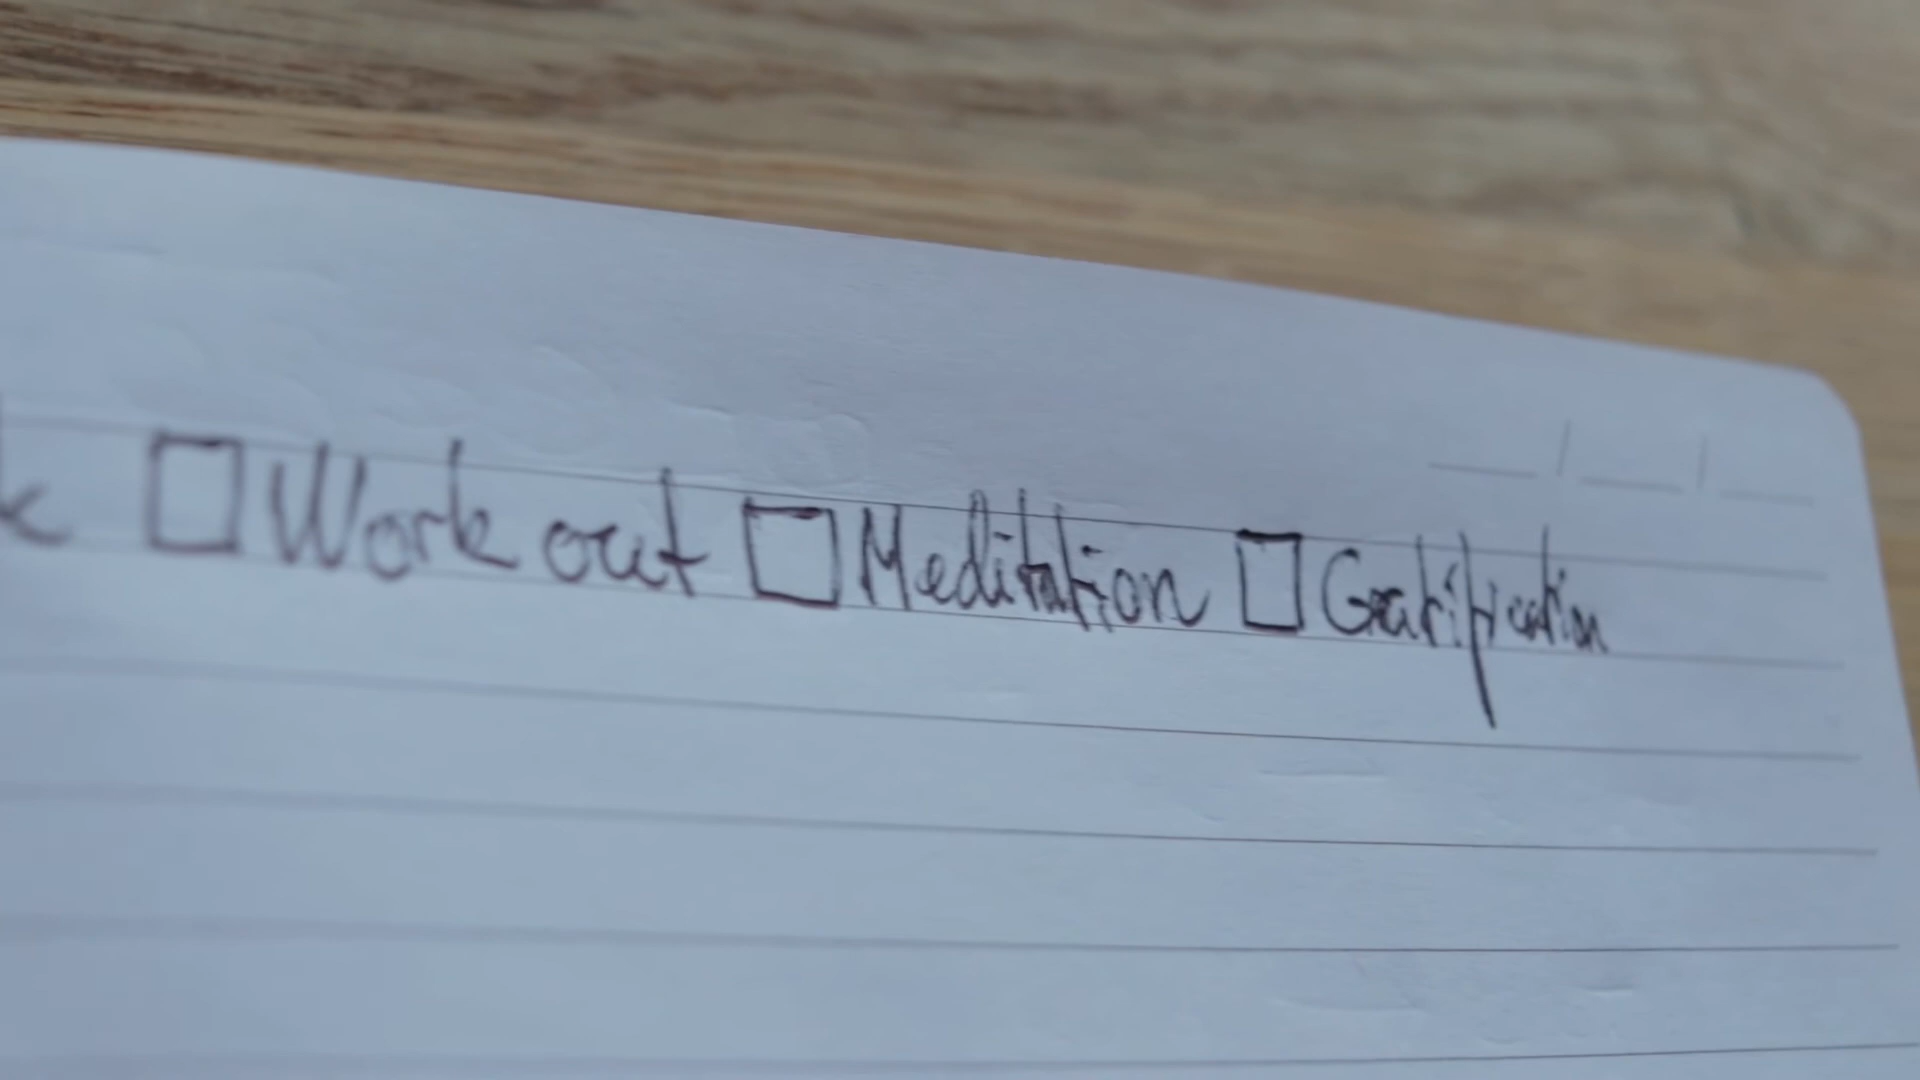 ☐ Work out ☐ Meditation ☐ Gratification